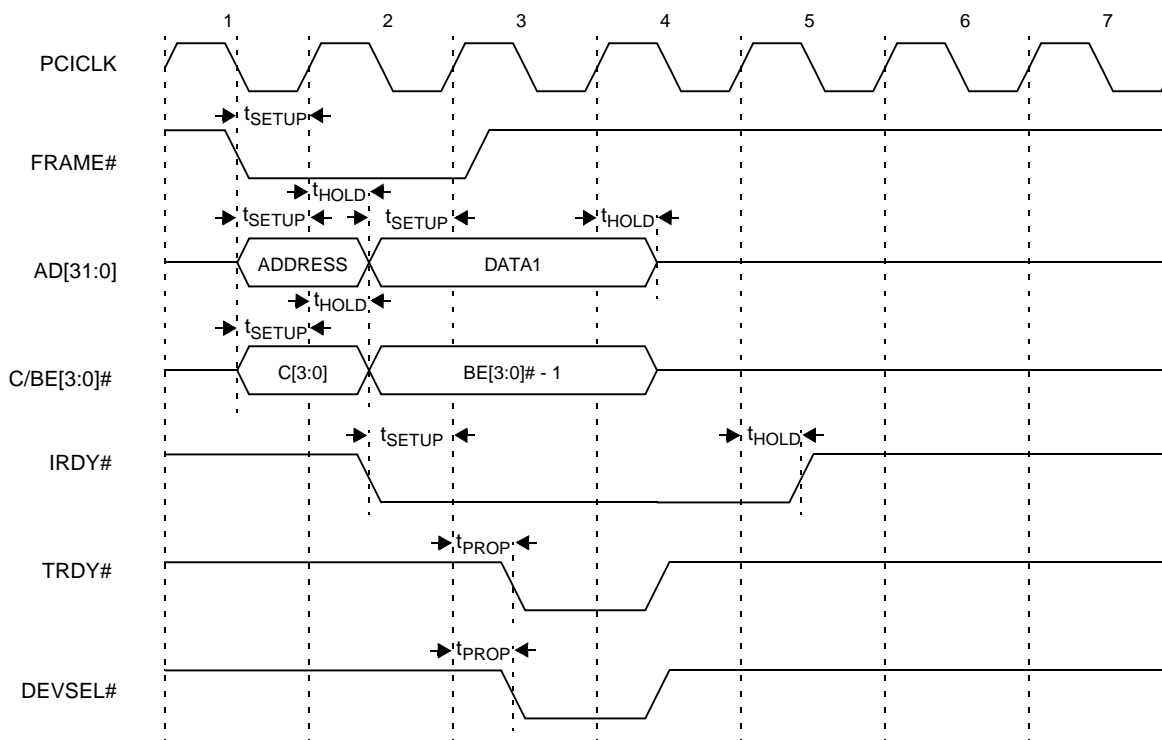 1 2 3 4 5 6 7
PCICLK
tSETUP
FRAME#
tHOLD
tSETUP tSETUP tHOLD
AD[31:0] ADDRESS DATA1
tHOLD
tSETUP
C/BE[3:0]# C[3:0] BE[3:0]# - 1
tSETUP tHOLD
IRDY#
tPROP
TRDY#
tPROP
DEVSEL#